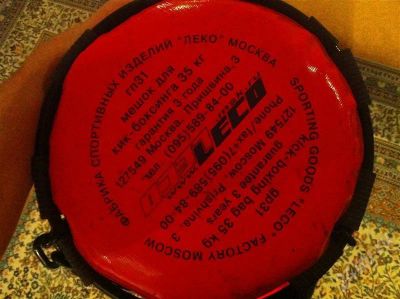 ФАБРИКА СПОРТИВНЫХ ИЗДЕЛИЙ "ЛЕКО" МОСКВА
гп31
мешок для
кик-боксинга 35 кг
гарантия 3 года
127549 Москва, Пришвина, 3
тел. (095)589-84-00
LECO
SPORTING GOODS "LECO" FACTORY MOSCOW
gp31
kick-boxing bag 35 kg
guarantee 3 years
127549 Moscow, Prishvina, 3
phone/fax+7(095)589-84-00